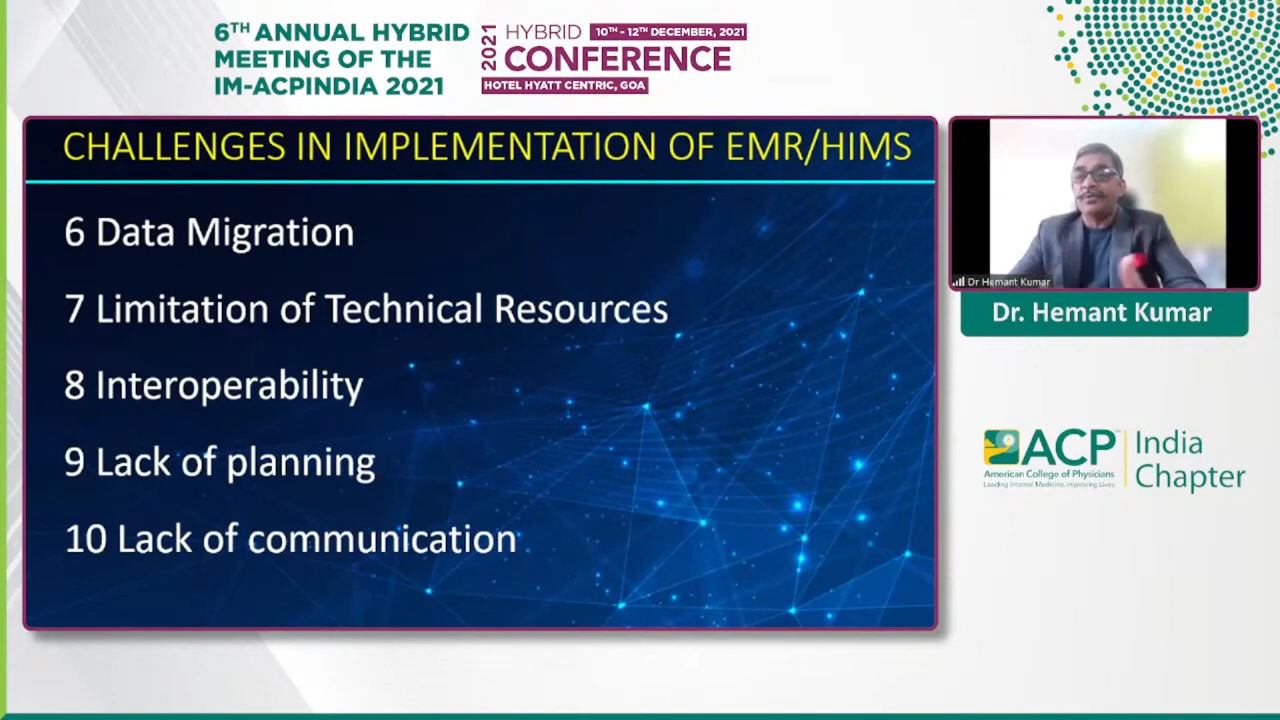 6TH ANNUAL HYBRID
MEETING OF THE
IM-ACPINDIA 2021
2021
HYBRID
10TH - 12TH DECEMBER, 2021
CONFERENCE
HOTEL HYATT CENTRIC, GOA
CHALLENGES IN IMPLEMENTATION OF EMR/HIMS
6 Data Migration
7 Limitation of Technical Resources
8 Interoperability
9 Lack of planning
10 Lack of communication
Dr Hemant Kumar
Dr. Hemant Kumar
ACP
American College of Physicians
Leading Internal Medicine, Improving Lives
India
Chapter